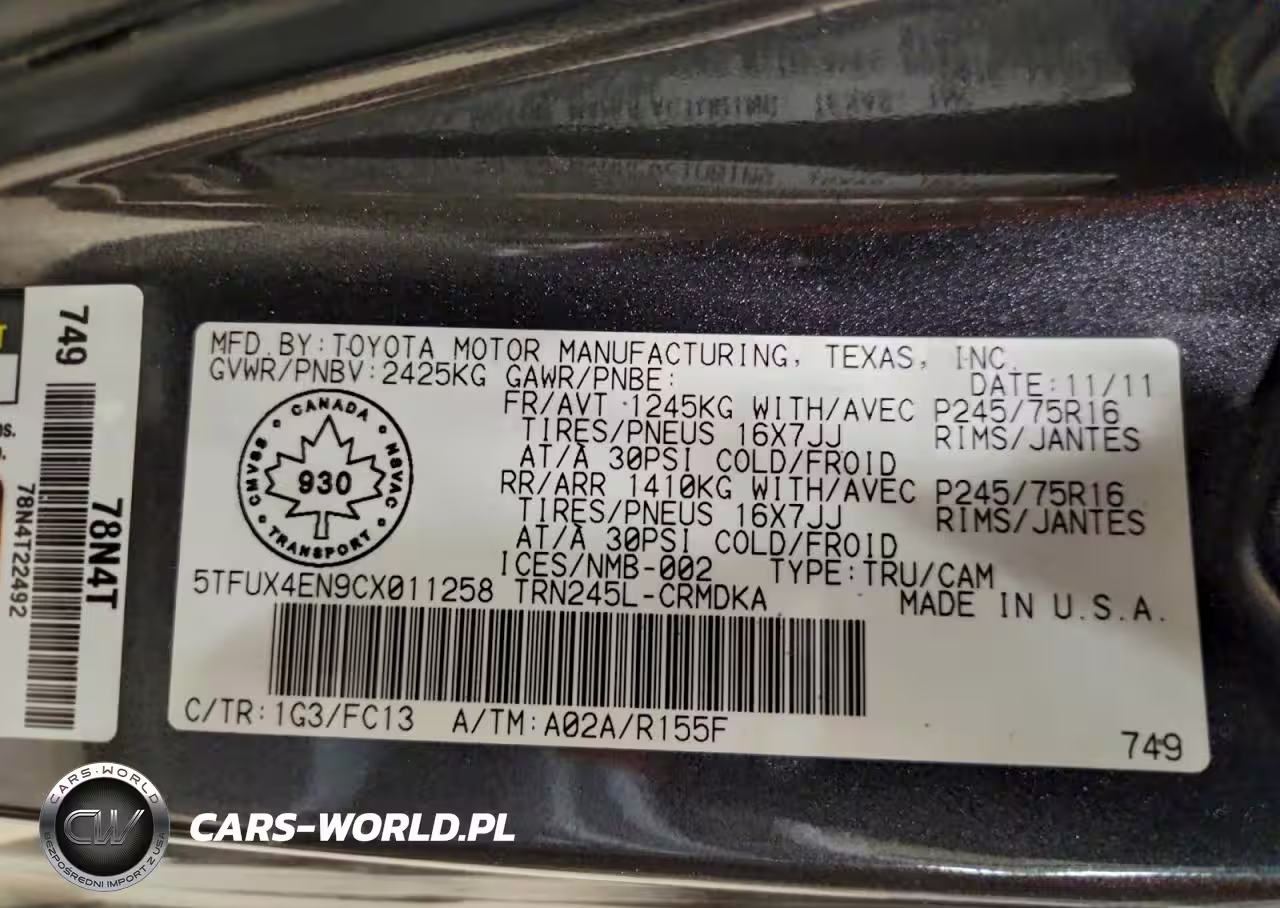 MFD.BY:TOYOTA MOTOR MANUFACTURING, TEXAS, INC.
GVWR/PNBV:2425KG GAWR/PNBE: DATE:11/11
FR/AVT 1245KG WITH/AVEC P245/75R16
TIRES/PNEUS 16X7JJ RIMS/JANTES
AT/À 30PSI COLD/FROID
RR/ARR 1410KG WITH/AVEC P245/75R16
TIRES/PNEUS 16X7JJ RIMS/JANTES
AT/À 30PSI COLD/FROID
ICES/NMB-002 TYPE:TRU/CAM
5TFUX4EN9CX011258 TRN245L-CRMDKA MADE IN U.S.A.
C/TR:1G3/FC13 A/TM:A02A/R155F
749
CANADA
CMVSS NSVAC
930
TRANSPORT
749
78N4T
78N4T22492
CARS-WORLD
CW
BEZPOŚREDNI IMPORT Z USA
CARS-WORLD.PL